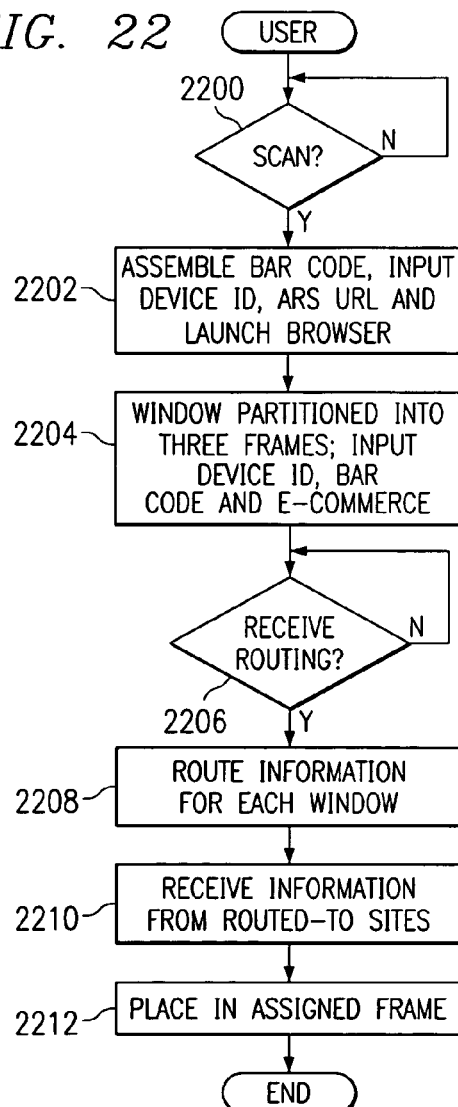 IG. 22
USER
2200
SCAN?
N
Y
2202
ASSEMBLE BAR CODE, INPUT
DEVICE ID, ARS URL AND
LAUNCH BROWSER
2204
WINDOW PARTITIONED INTO
THREE FRAMES; INPUT
DEVICE ID, BAR
CODE AND E-COMMERCE
RECEIVE
ROUTING?
N
2206
Y
2208
ROUTE INFORMATION
FOR EACH WINDOW
2210
RECEIVE INFORMATION
FROM ROUTED-TO SITES
2212
PLACE IN ASSIGNED FRAME
END